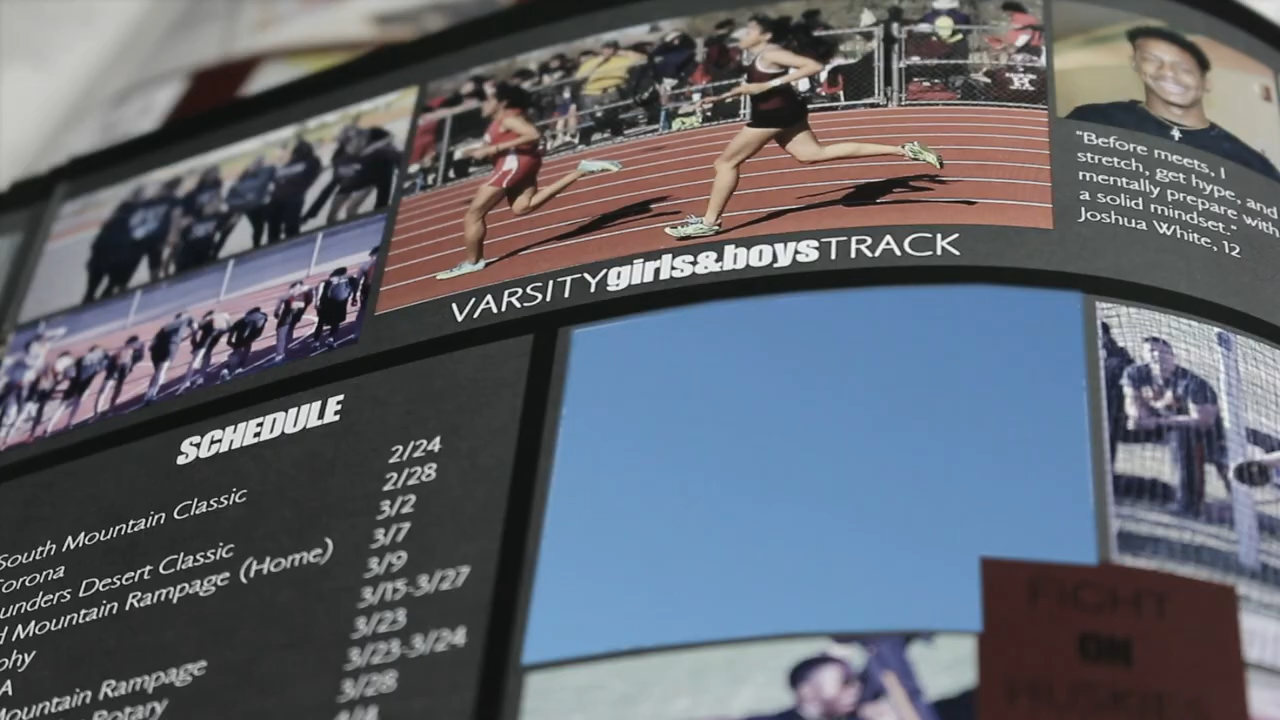 "Before meets, I
stretch, get hype, and
mentally prepare with
a solid mindset."
Joshua White, 12
VARSITYgirls&boysTRACK
SCHEDULE
2/24
South Mountain Classic 2/28
Corona 3/2
Desert Classic 3/7
Mountain Rampage (Home) 3/9
3/15-3/27
3/23
Mountain Rampage 3/23-3/24
Rotary 3/28
FIGHT
ON
HUSKIES